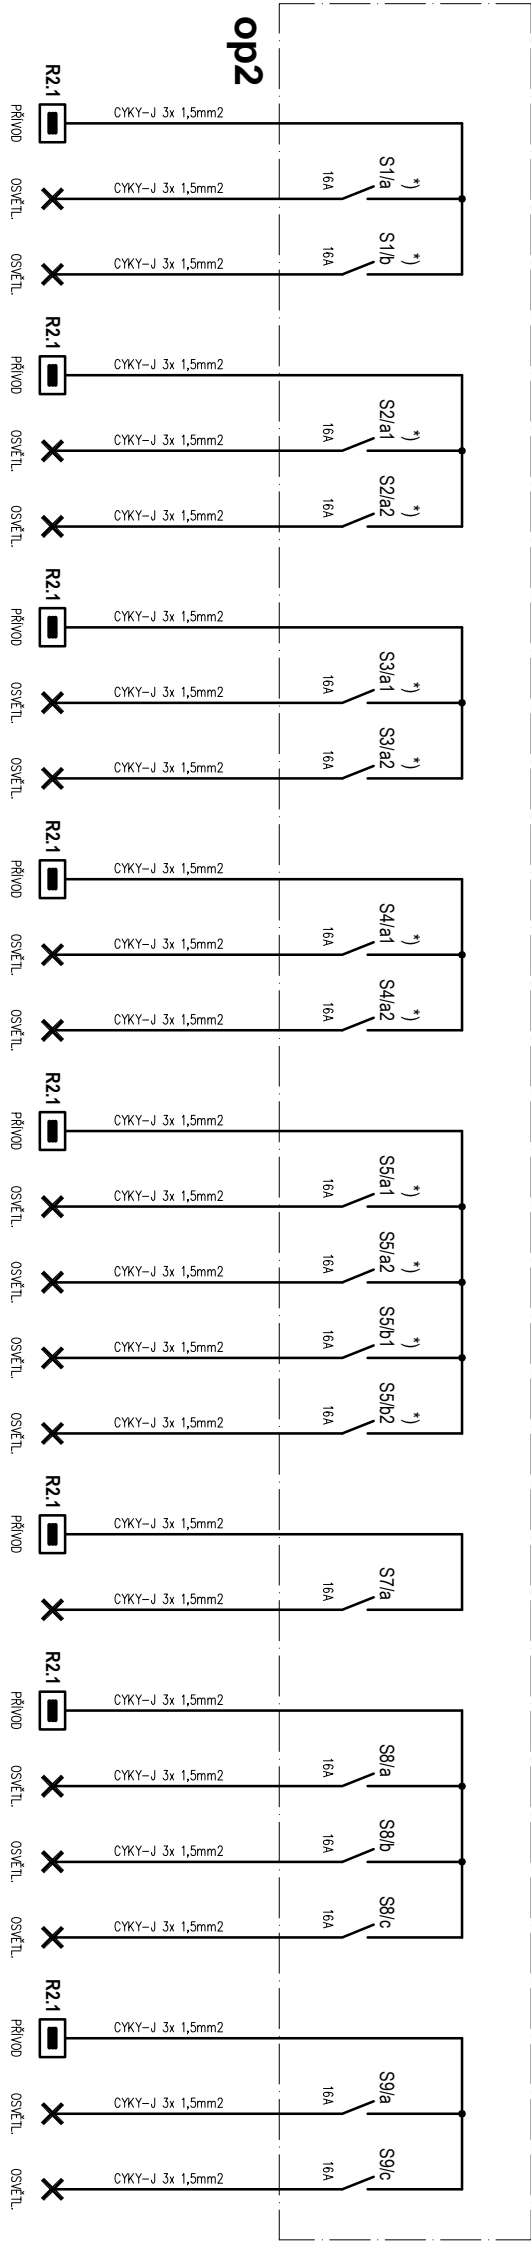 op2
R2.1
PŘÍVOD
CYKY-J 3x 1,5mm2
OSVĚTL.
CYKY-J 3x 1,5mm2
16A
S1/a
*)
OSVĚTL.
CYKY-J 3x 1,5mm2
16A
S1/b
*)
R2.1
PŘÍVOD
CYKY-J 3x 1,5mm2
OSVĚTL.
CYKY-J 3x 1,5mm2
16A
S2/a1
*)
OSVĚTL.
CYKY-J 3x 1,5mm2
16A
S2/a2
*)
R2.1
PŘÍVOD
CYKY-J 3x 1,5mm2
OSVĚTL.
CYKY-J 3x 1,5mm2
16A
S3/a1
*)
OSVĚTL.
CYKY-J 3x 1,5mm2
16A
S3/a2
*)
R2.1
PŘÍVOD
CYKY-J 3x 1,5mm2
OSVĚTL.
CYKY-J 3x 1,5mm2
16A
S4/a1
*)
OSVĚTL.
CYKY-J 3x 1,5mm2
16A
S4/a2
*)
R2.1
PŘÍVOD
CYKY-J 3x 1,5mm2
OSVĚTL.
CYKY-J 3x 1,5mm2
16A
S5/a1
*)
OSVĚTL.
CYKY-J 3x 1,5mm2
16A
S5/a2
*)
OSVĚTL.
CYKY-J 3x 1,5mm2
16A
S5/b1
*)
OSVĚTL.
CYKY-J 3x 1,5mm2
16A
S5/b2
*)
R2.1
PŘÍVOD
CYKY-J 3x 1,5mm2
CYKY-J 3x 1,5mm2
16A
S7/a
R2.1
PŘÍVOD
CYKY-J 3x 1,5mm2
OSVĚTL.
CYKY-J 3x 1,5mm2
16A
S8/a
OSVĚTL.
CYKY-J 3x 1,5mm2
16A
S8/b
OSVĚTL.
CYKY-J 3x 1,5mm2
16A
S8/c
R2.1
PŘÍVOD
CYKY-J 3x 1,5mm2
OSVĚTL.
CYKY-J 3x 1,5mm2
16A
S9/a
OSVĚTL.
CYKY-J 3x 1,5mm2
16A
S9/c